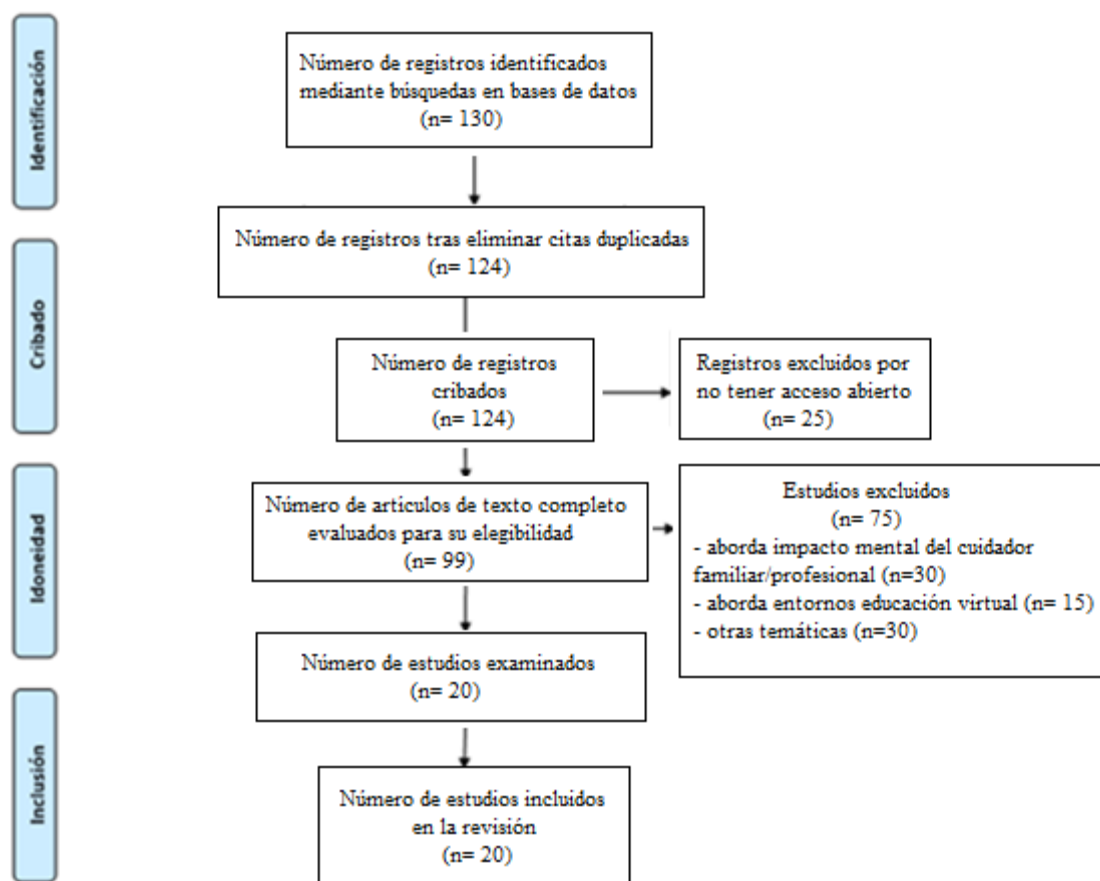 Identificación
Número de registros identificados
mediante búsquedas en bases de datos
(n= 130)
Número de registros tras eliminar citas duplicadas
(n= 124)
Cribado
Número de registros
cribados
(n= 124)
Registros excluidos por
no tener acceso abierto
(n= 25)
Idoneidad
Número de artículos de texto completo
evaluados para su elegibilidad
(n= 99)
Estudios excluidos
(n= 75)
- aborda impacto mental del cuidador
familiar/profesional (n=30)
- aborda entornos educación virtual (n= 15)
- otras temáticas (n=30)
Número de estudios examinados
(n= 20)
Inclusión
Número de estudios incluidos
en la revisión
(n= 20)